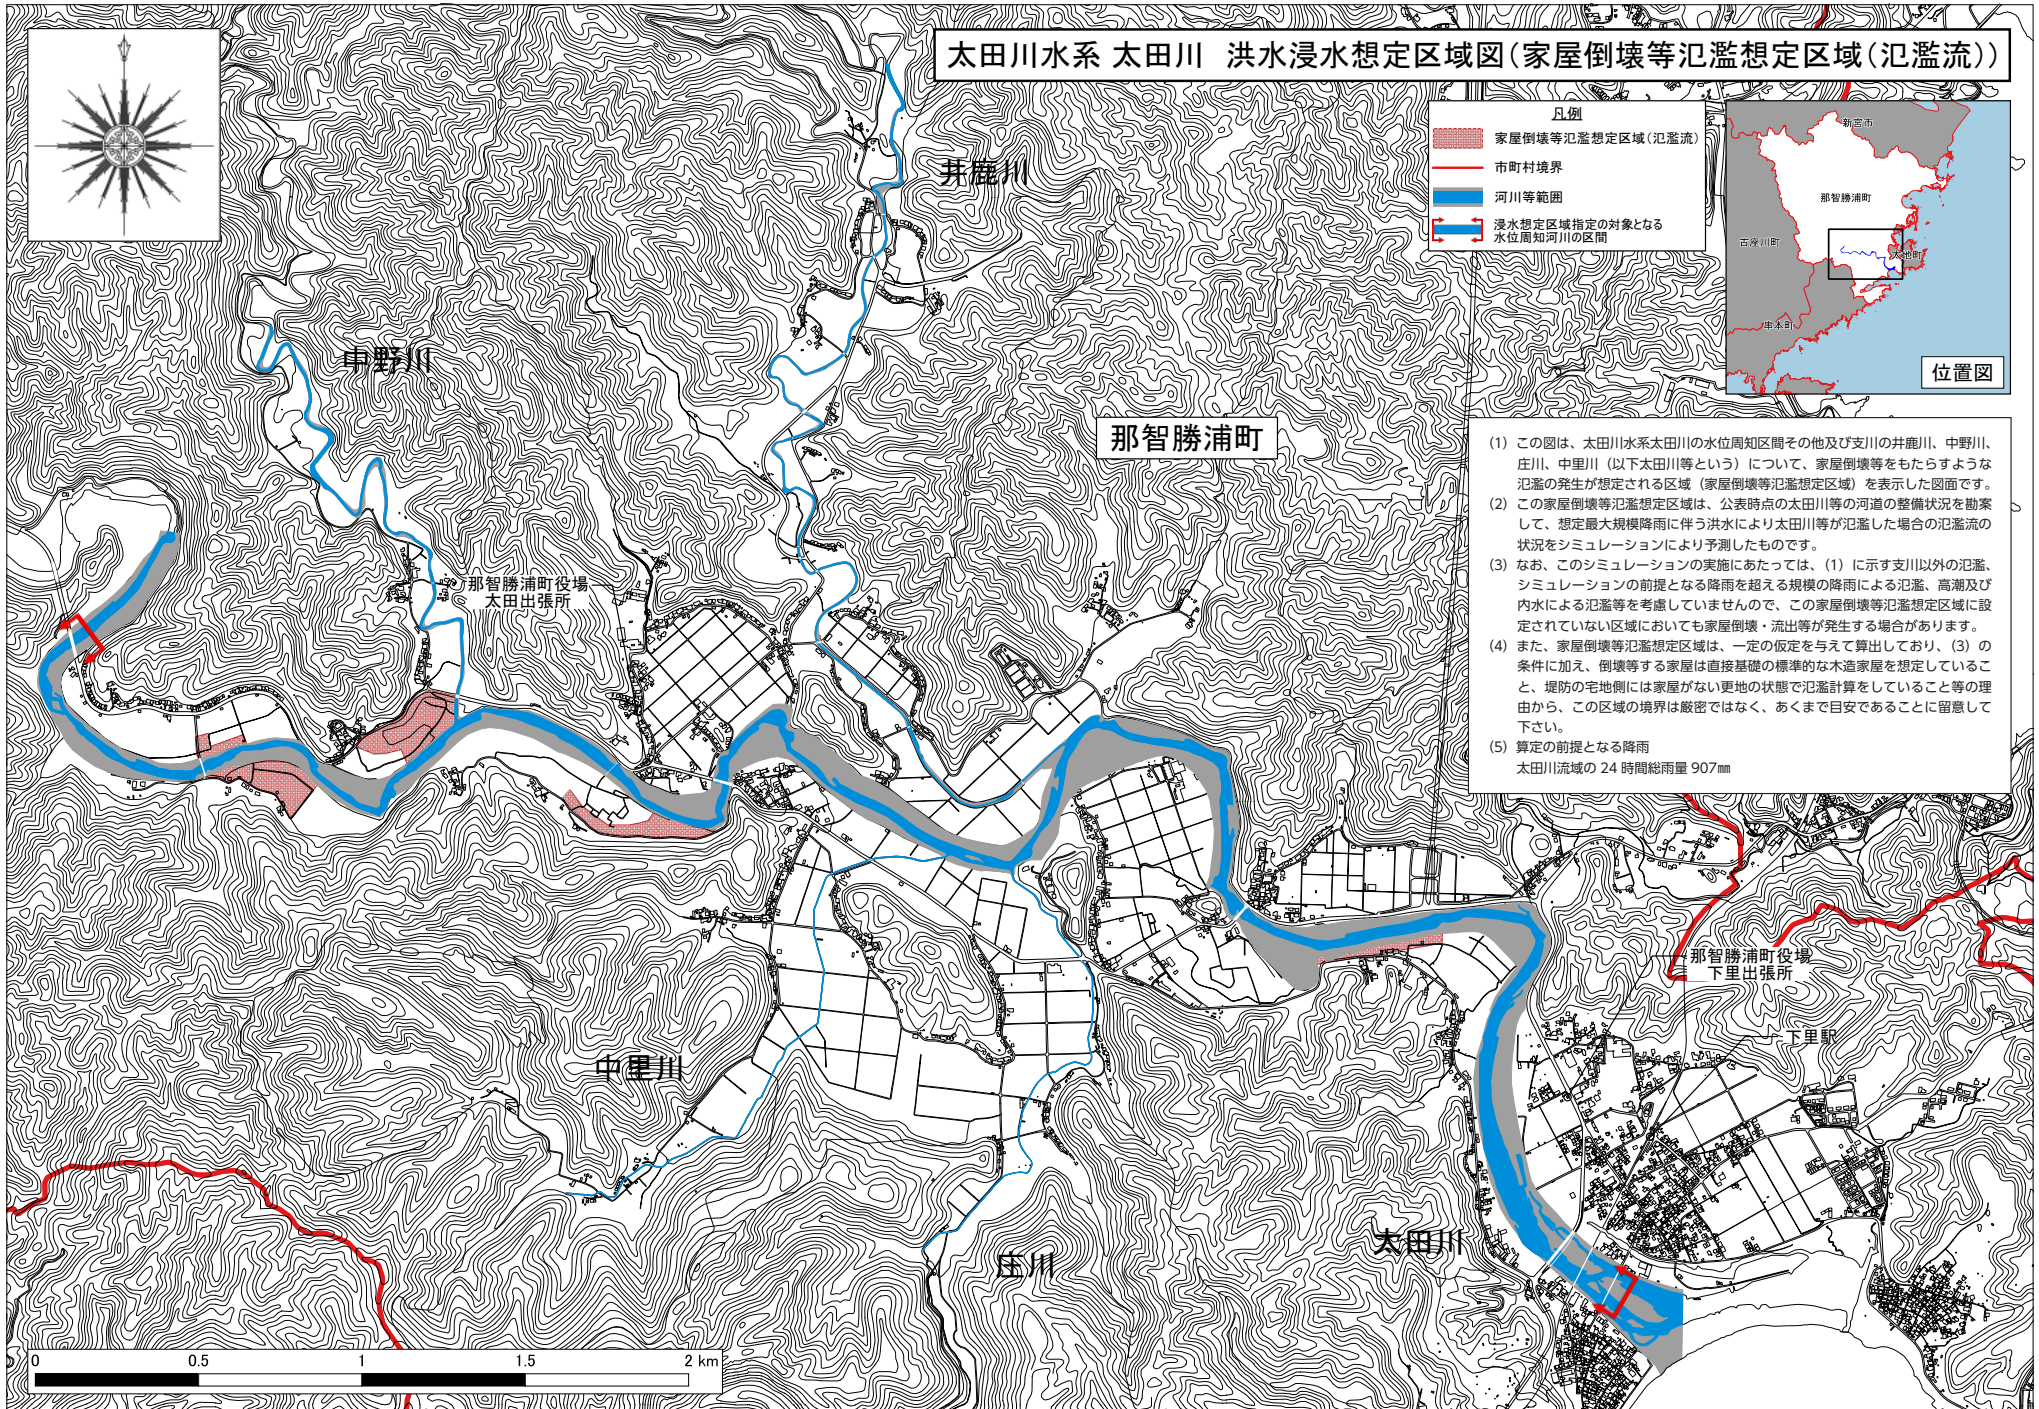 太田川水系 太田川 洪水浸水想定区域図(家屋倒壊等氾濫想定区域(氾濫流))
凡例
家屋倒壊等氾濫想定区域(氾濫流)
市町村境界
河川等範囲
浸水想定区域指定の対象となる
水位周知河川の区間
新宮市
那智勝浦町
古座川町
太地町
串本町
位置図
井鹿川
中野川
那智勝浦町
(1) この図は、太田川水系太田川の水位周知区間その他及び支川の井鹿川、中野川、
庄川、中里川(以下太田川等という)について、家屋倒壊等をもたらすような
氾濫の発生が想定される区域(家屋倒壊等氾濫想定区域)を表示した図面です。
(2) この家屋倒壊等氾濫想定区域は、公表時点の太田川等の河道の整備状況を勘案
して、想定最大規模降雨に伴う洪水により太田川等が氾濫した場合の氾濫流の
状況をシミュレーションにより予測したものです。
(3) なお、このシミュレーションの実施にあたっては、(1)に示す支川以外の氾濫、
シミュレーションの前提となる降雨を超える規模の降雨による氾濫、高潮及び
内水による氾濫等を考慮していませんので、この家屋倒壊等氾濫想定区域に設
定されていない区域においても家屋倒壊・流出等が発生する場合があります。
(4) また、家屋倒壊等氾濫想定区域は、一定の仮定を与えて算出しており、(3)の
条件に加え、倒壊等する家屋は直接基礎の標準的な木造家屋を想定しているこ
と、堤防の宅地側には家屋がない更地の状態で氾濫計算をしていること等の理
由から、この区域の境界は厳密ではなく、あくまで目安であることに留意して
下さい。
(5) 算定の前提となる降雨
太田川流域の 24 時間総雨量 907㎜
那智勝浦町役場
太田出張所
那智勝浦町役場
下里出張所
下里駅
中里川
庄川
太田川
0 0.5 1 1.5 2 km